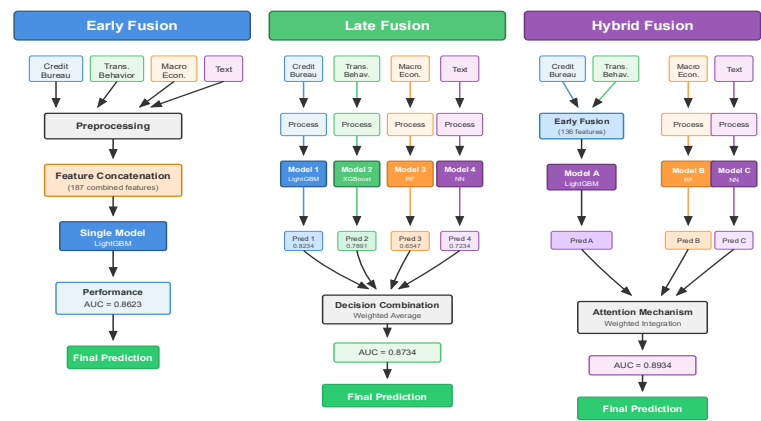 Early Fusion
Credit
Bureau
Trans.
Behavior
Macro
Econ.
Text
Preprocessing
Feature Concatenation
(187 combined features)
Single Model
LightGBM
Performance
AUC = 0.8623
Final Prediction
Late Fusion
Credit
Bureau
Trans.
Behav.
Macro
Econ.
Text
Process
Process
Process
Process
Model 1
LightGBM
Model 2
XGBoost
Model 3
RF
Model 4
NN
Pred 1
0.8234
Pred 2
0.7891
Pred 3
0.6547
Pred 4
0.7234
Decision Combination
Weighted Average
AUC = 0.8734
Final Prediction
Hybrid Fusion
Credit
Bureau
Trans.
Behav.
Macro
Econ.
Text
Early Fusion
(136 features)
Process
Process
Model A
LightGBM
Model B
RF
Model C
NN
Pred A
Pred B
Pred C
Attention Mechanism
Weighted Integration
AUC = 0.8934
Final Prediction